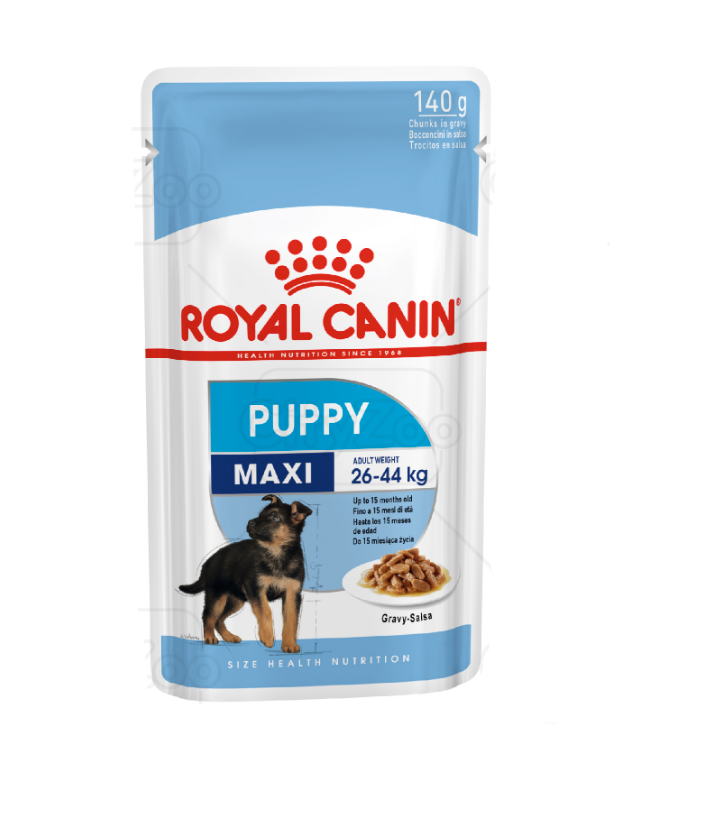 140 g
Chunks in gravy
Bocconcini in salsa
Trocitos en salsa
ROYAL CANIN®
HEALTH NUTRITION SINCE 1968
PUPPY
MAXI
ADULT WEIGHT
26-44 kg
Up to 15 months old
Fino a 15 mesi di età
Hasta los 15 meses
de edad
Do 15 miesiąca życia
Gravy-Salsa
SIZE HEALTH NUTRITION